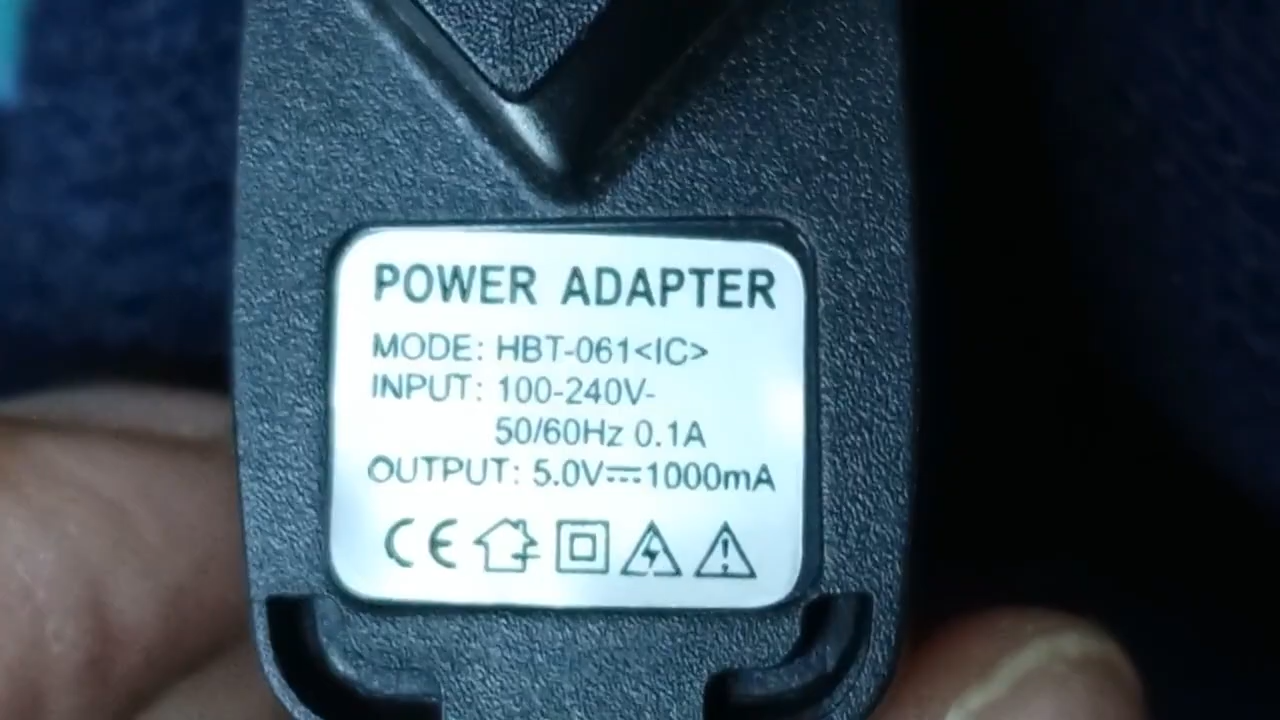 POWER ADAPTER
MODE: HBT-061<IC>
INPUT: 100-240V-
50/60Hz 0.1A
OUTPUT: 5.0V⎓1000mA
CE